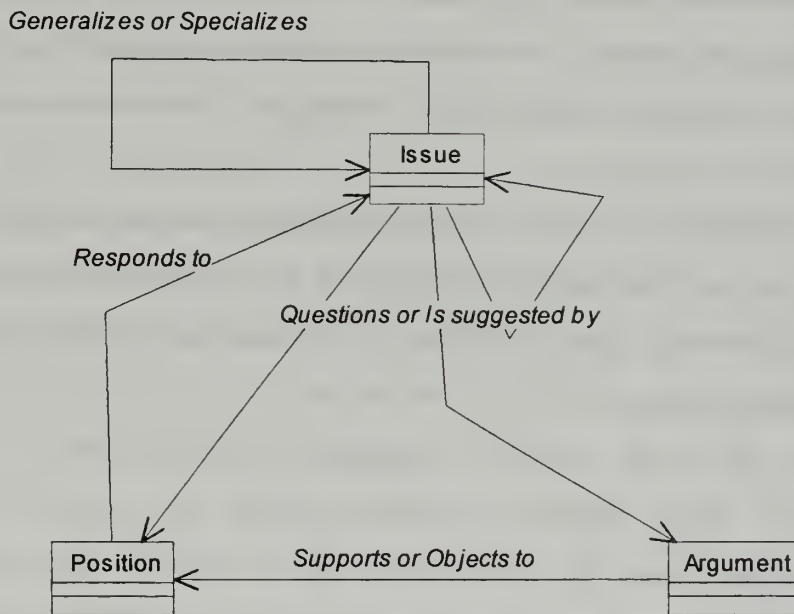 Generalizes or Specializes
Issue
Responds to
Questions or Is suggested by
Position
Supports or Objects to
Argument